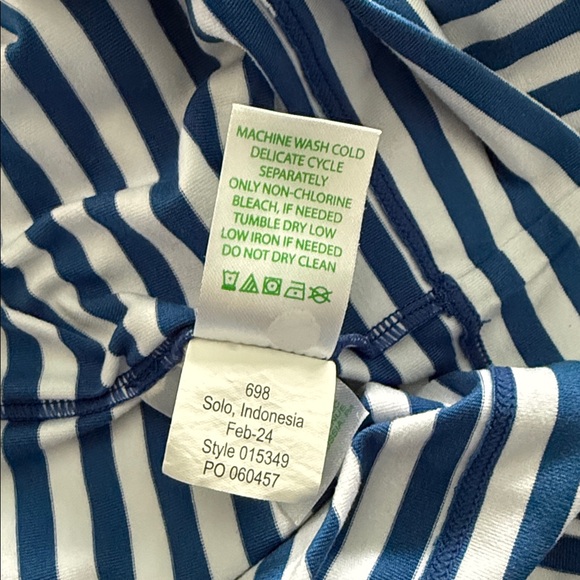 MACHINE WASH COLD
DELICATE CYCLE
SEPARATELY
ONLY NON-CHLORINE
BLEACH, IF NEEDED
TUMBLE DRY LOW
LOW IRON IF NEEDED
DO NOT DRY CLEAN
698
Solo, Indonesia
Feb-24
Style 015349
PO 060457